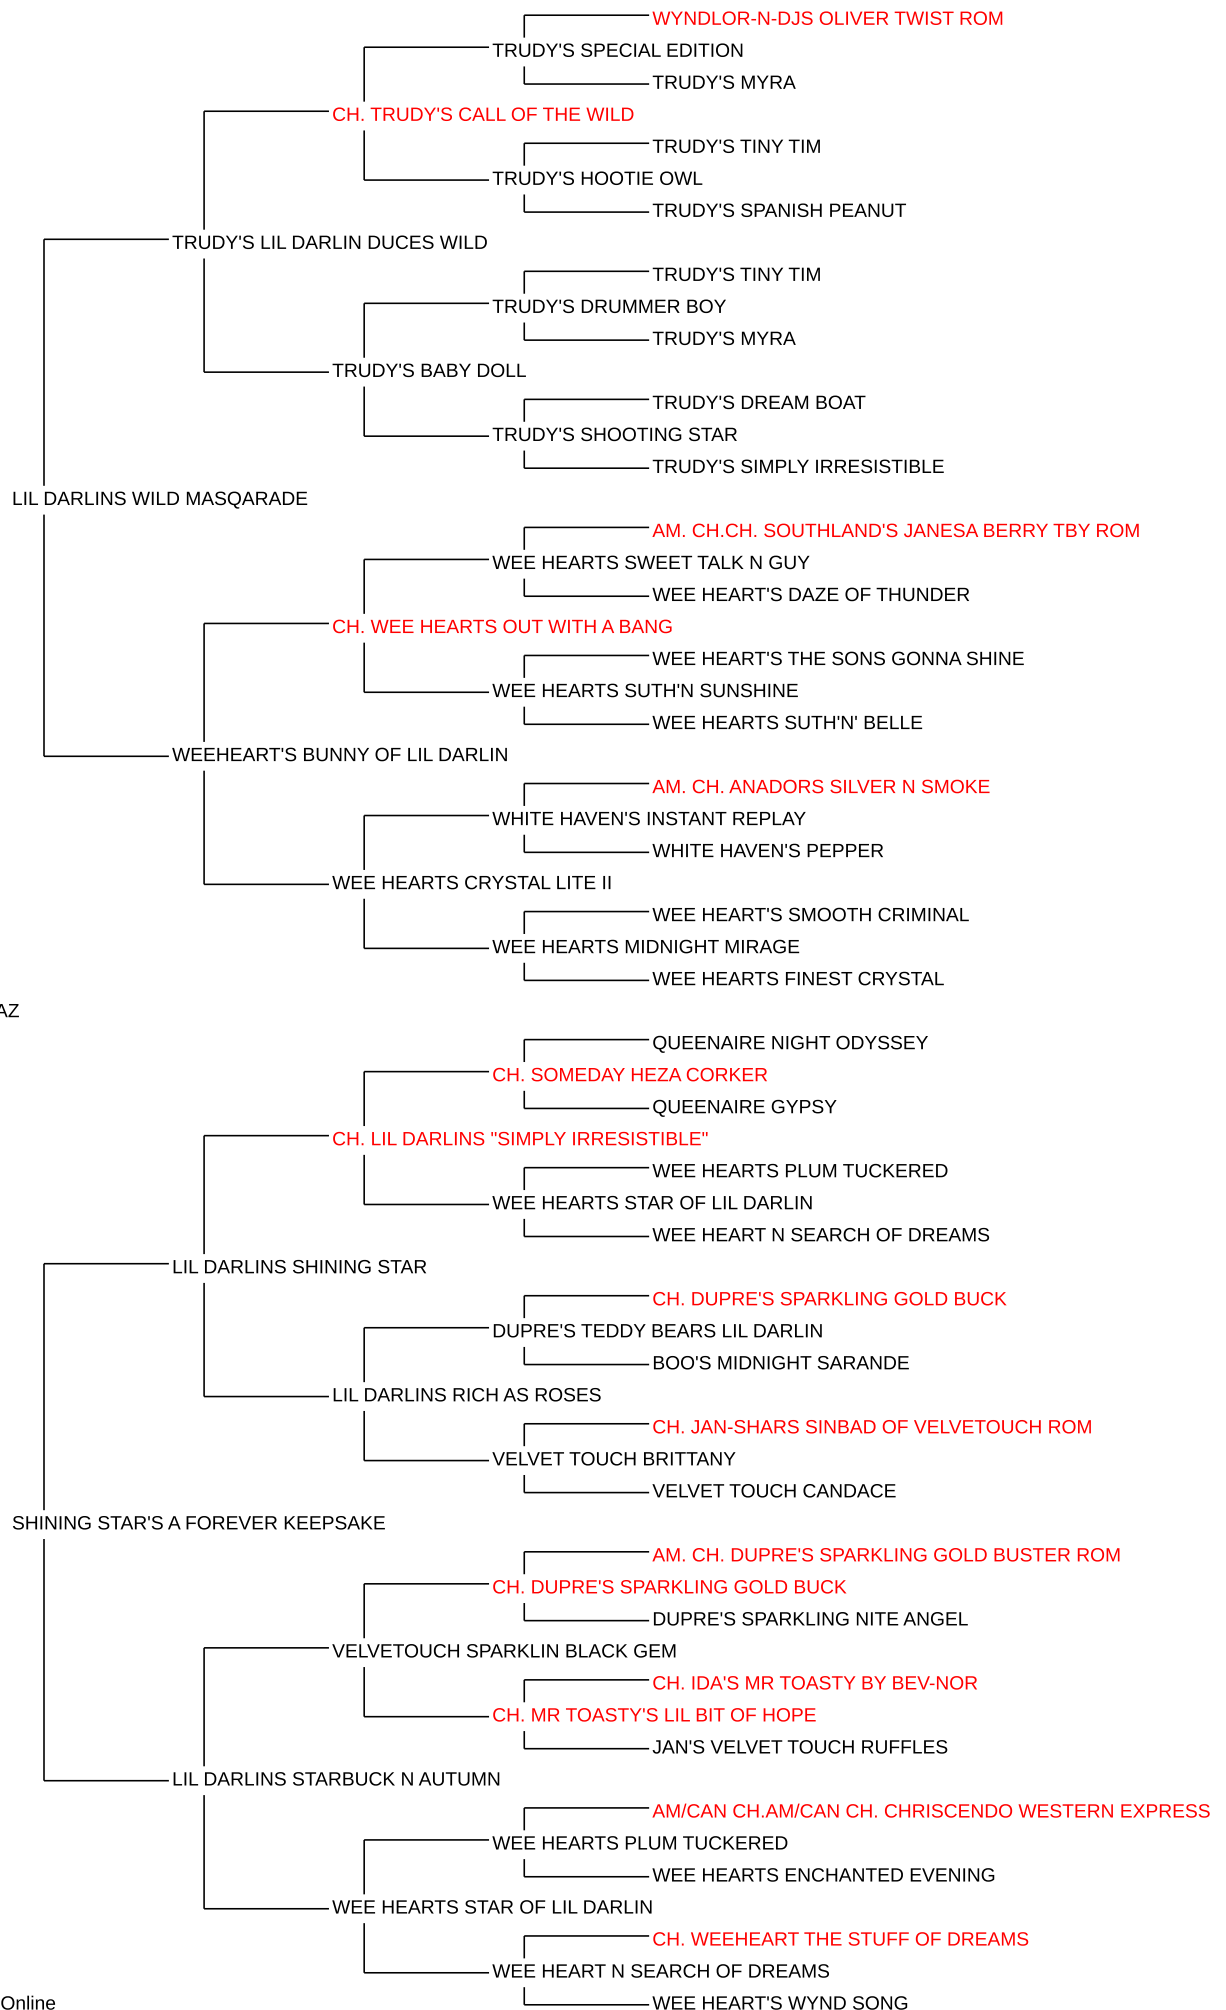 WYNDLOR-N-DJS OLIVER TWIST ROM
TRUDY'S SPECIAL EDITION
TRUDY'S MYRA
CH. TRUDY'S CALL OF THE WILD
TRUDY'S TINY TIM
TRUDY'S HOOTIE OWL
TRUDY'S SPANISH PEANUT
TRUDY'S LIL DARLIN DUCES WILD
TRUDY'S TINY TIM
TRUDY'S DRUMMER BOY
TRUDY'S MYRA
TRUDY'S BABY DOLL
TRUDY'S DREAM BOAT
TRUDY'S SHOOTING STAR
TRUDY'S SIMPLY IRRESISTIBLE
LIL DARLINS WILD MASQARADE
AM. CH.CH. SOUTHLAND'S JANESA BERRY TBY ROM
WEE HEARTS SWEET TALK N GUY
WEE HEART'S DAZE OF THUNDER
CH. WEE HEARTS OUT WITH A BANG
WEE HEART'S THE SONS GONNA SHINE
WEE HEARTS SUTH'N SUNSHINE
WEE HEARTS SUTH'N' BELLE
WEEHEART'S BUNNY OF LIL DARLIN
AM. CH. ANADORS SILVER N SMOKE
WHITE HAVEN'S INSTANT REPLAY
WHITE HAVEN'S PEPPER
WEE HEARTS CRYSTAL LITE II
WEE HEART'S SMOOTH CRIMINAL
WEE HEARTS MIDNIGHT MIRAGE
WEE HEARTS FINEST CRYSTAL
AZ
QUEENAIRE NIGHT ODYSSEY
CH. SOMEDAY HEZA CORKER
QUEENAIRE GYPSY
CH. LIL DARLINS "SIMPLY IRRESISTIBLE"
WEE HEARTS PLUM TUCKERED
WEE HEARTS STAR OF LIL DARLIN
WEE HEART N SEARCH OF DREAMS
LIL DARLINS SHINING STAR
CH. DUPRE'S SPARKLING GOLD BUCK
DUPRE'S TEDDY BEARS LIL DARLIN
BOO'S MIDNIGHT SARANDE
LIL DARLINS RICH AS ROSES
CH. JAN-SHARS SINBAD OF VELVETOUCH ROM
VELVET TOUCH BRITTANY
VELVET TOUCH CANDACE
SHINING STAR'S A FOREVER KEEPSAKE
AM. CH. DUPRE'S SPARKLING GOLD BUSTER ROM
CH. DUPRE'S SPARKLING GOLD BUCK
DUPRE'S SPARKLING NITE ANGEL
VELVETOUCH SPARKLIN BLACK GEM
CH. IDA'S MR TOASTY BY BEV-NOR
CH. MR TOASTY'S LIL BIT OF HOPE
JAN'S VELVET TOUCH RUFFLES
LIL DARLINS STARBUCK N AUTUMN
AM/CAN CH.AM/CAN CH. CHRISCENDO WESTERN EXPRESS
WEE HEARTS PLUM TUCKERED
WEE HEARTS ENCHANTED EVENING
WEE HEARTS STAR OF LIL DARLIN
CH. WEEHEART THE STUFF OF DREAMS
WEE HEART N SEARCH OF DREAMS
WEE HEART'S WYND SONG
Online